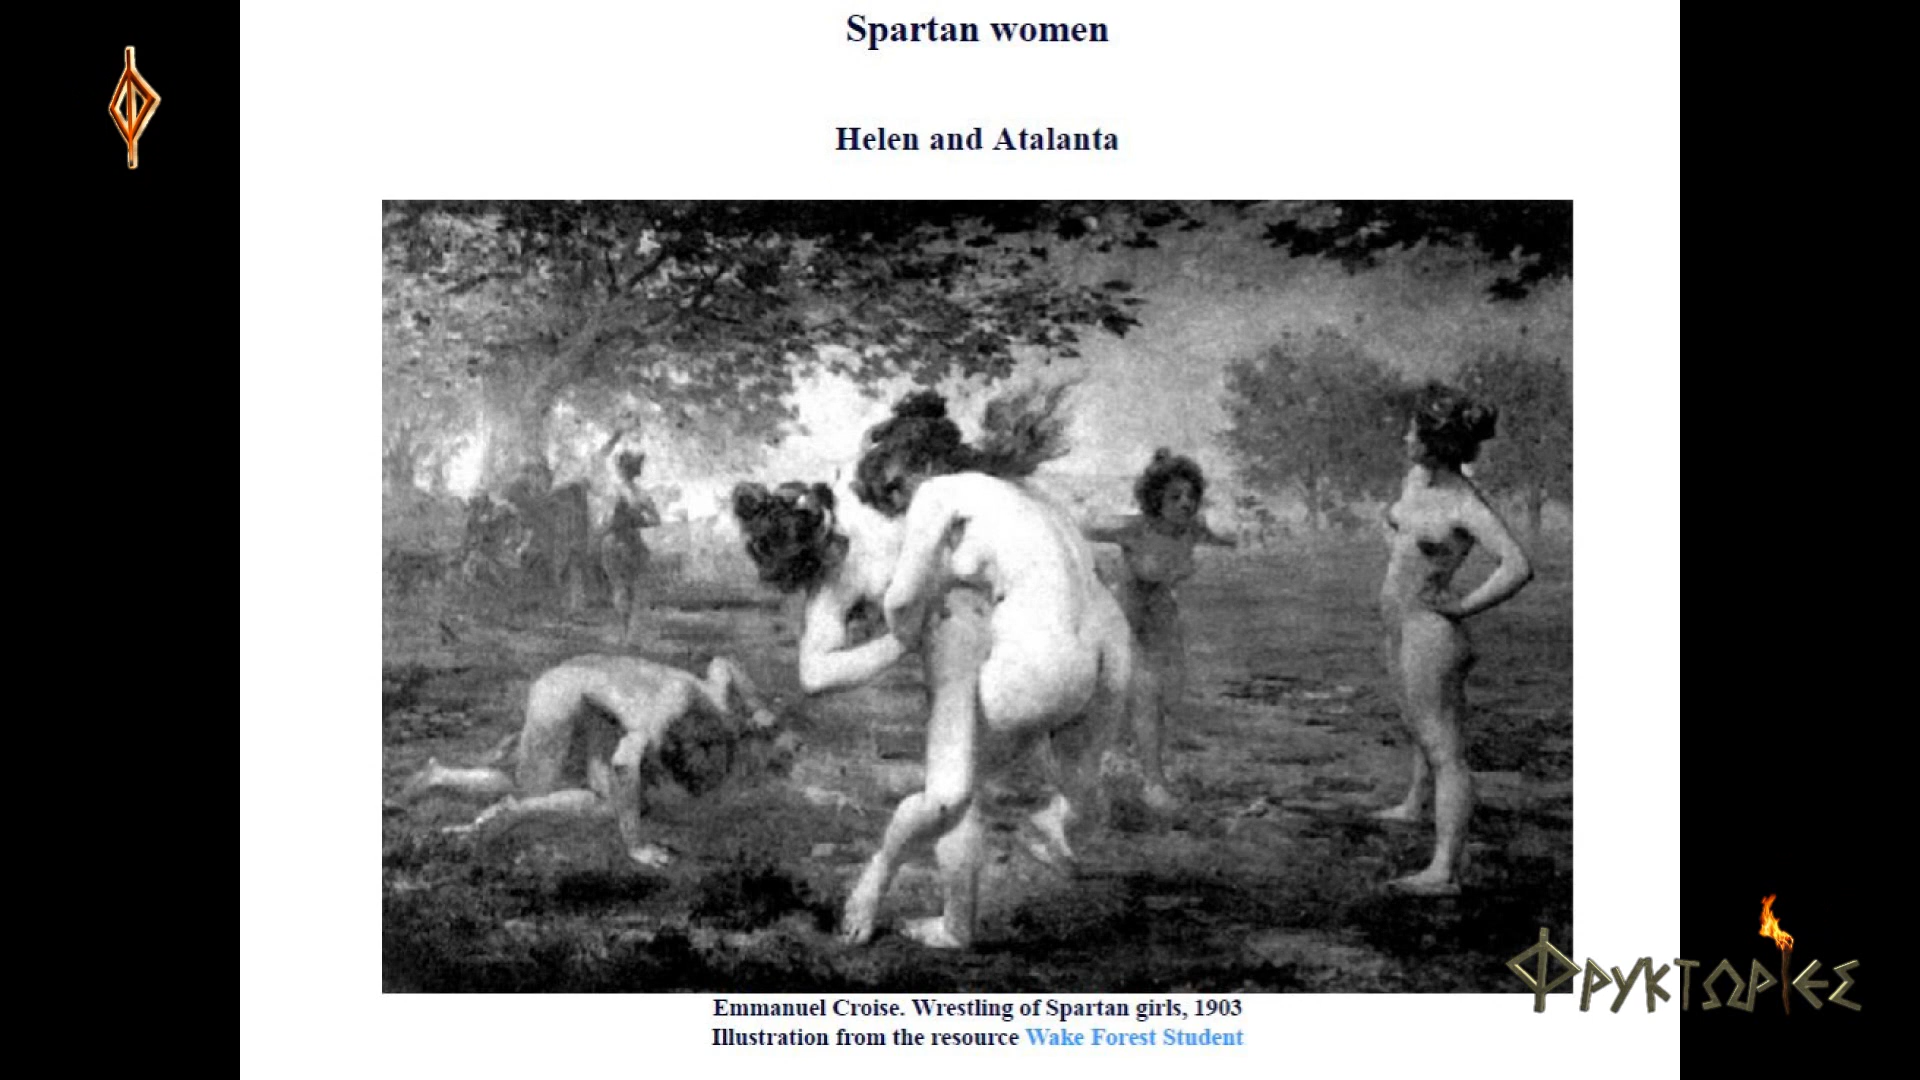 Spartan women
Helen and Atalanta
Emmanuel Croise. Wrestling of Spartan girls, 1903
Illustration from the resource Wake Forest Student
ΦρυκτωρίεΣ